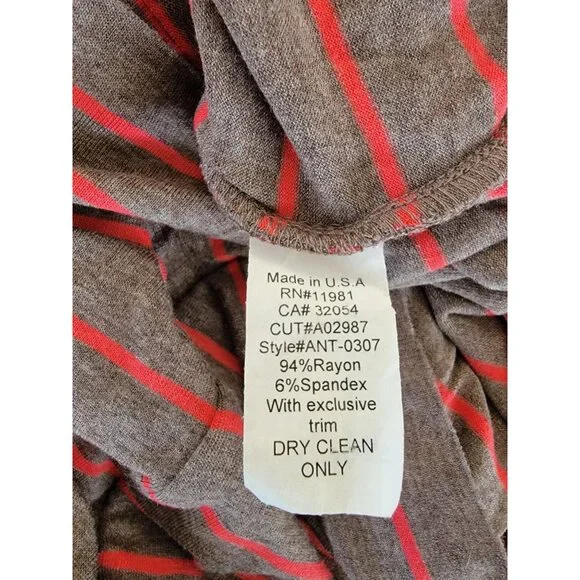 Made in U.S.A
RN#11981
CA# 32054
CUT#A02987
Style#ANT-0307
94%Rayon
6%Spandex
With exclusive
trim
DRY CLEAN
ONLY